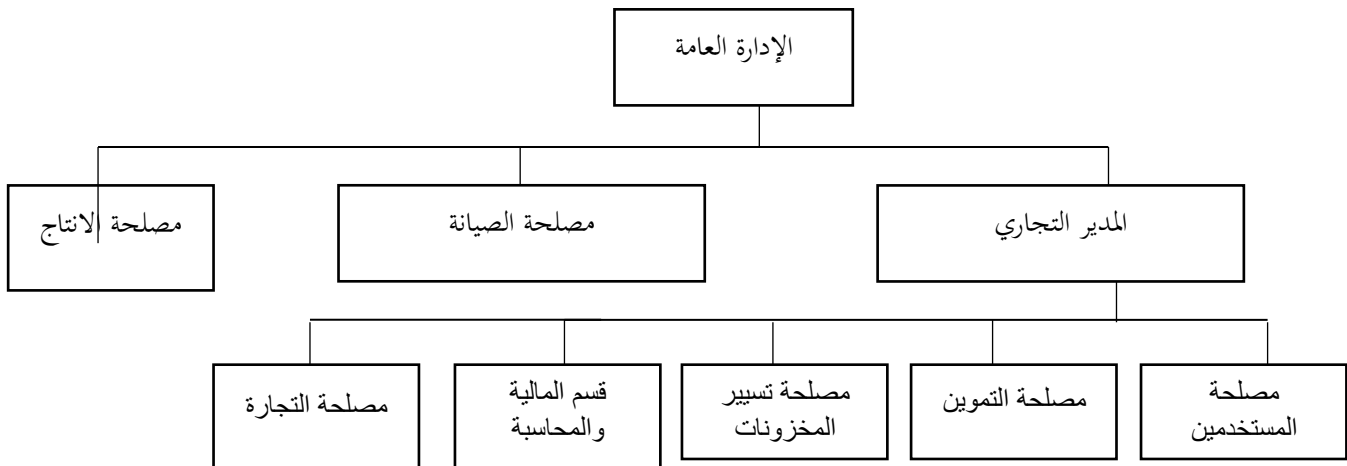 الإدارة العامة
المدير التجاري
مصلحة الصيانة
مصلحة الانتاج
مصلحة
المستخدمين
مصلحة التموين
مصلحة تسيير
المخزونات
قسم المالية
والمحاسبة
مصلحة التجارة